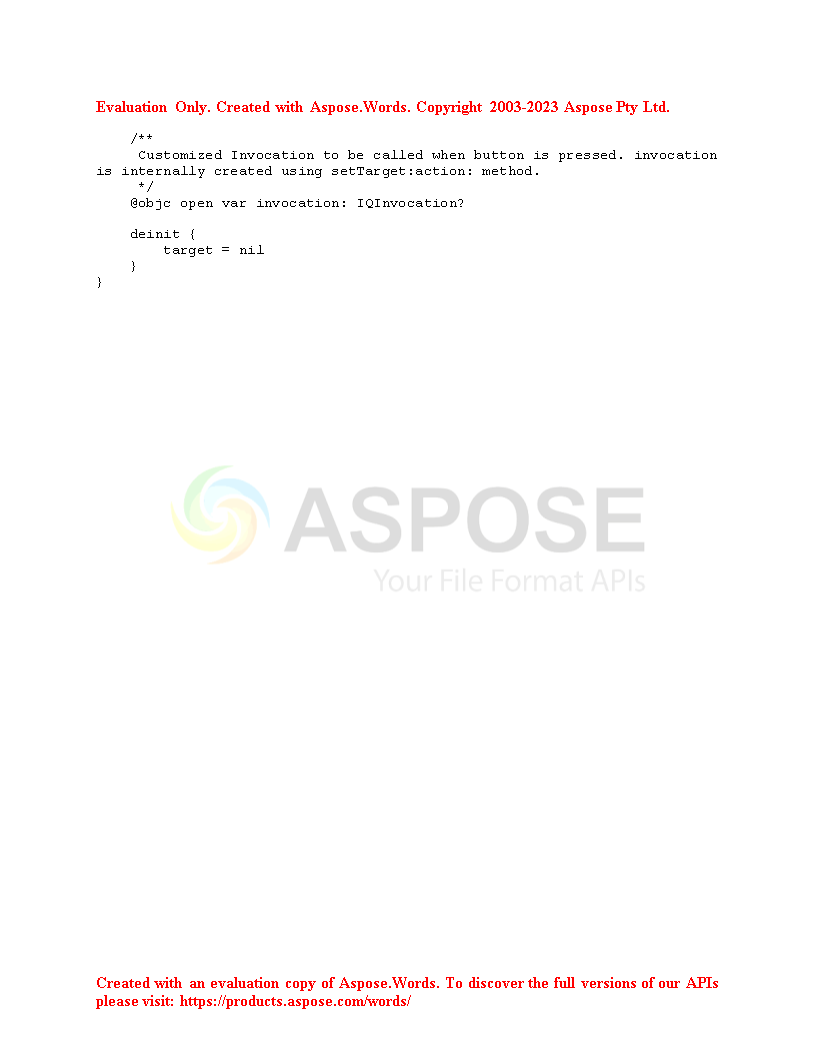 Evaluation Only. Created with Aspose.Words. Copyright 2003-2023 Aspose Pty Ltd.
    /**
     Customized Invocation to be called when button is pressed. invocation
is internally created using setTarget:action: method.
     */
    @objc open var invocation: IQInvocation?
    deinit {
        target = nil
    }
}
ASPOSE
Your File Format APIs
Created with an evaluation copy of Aspose.Words. To discover the full versions of our APIs
please visit: https://products.aspose.com/words/